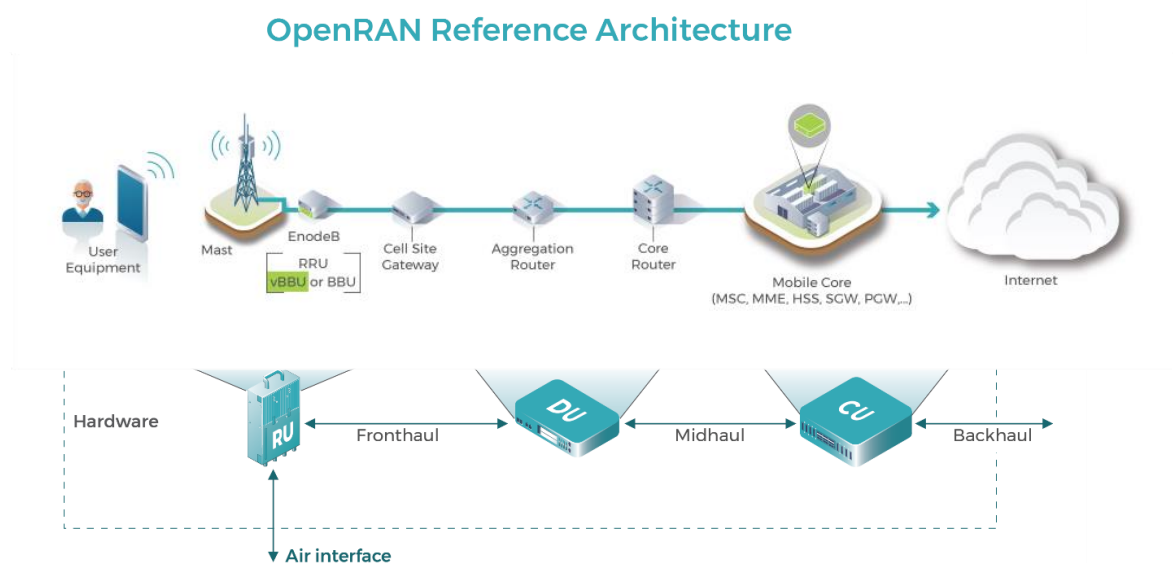 OpenRAN Reference Architecture
User
Equipment
Mast
EnodeB
RRU
vBBU or BBU
Cell Site
Gateway
Aggregation
Router
Core
Router
Mobile Core
(MSC, MME, HSS, SGW, PGW,...)
Internet
Hardware
RU
Fronthaul
DU
Midhaul
CU
Backhaul
Air interface